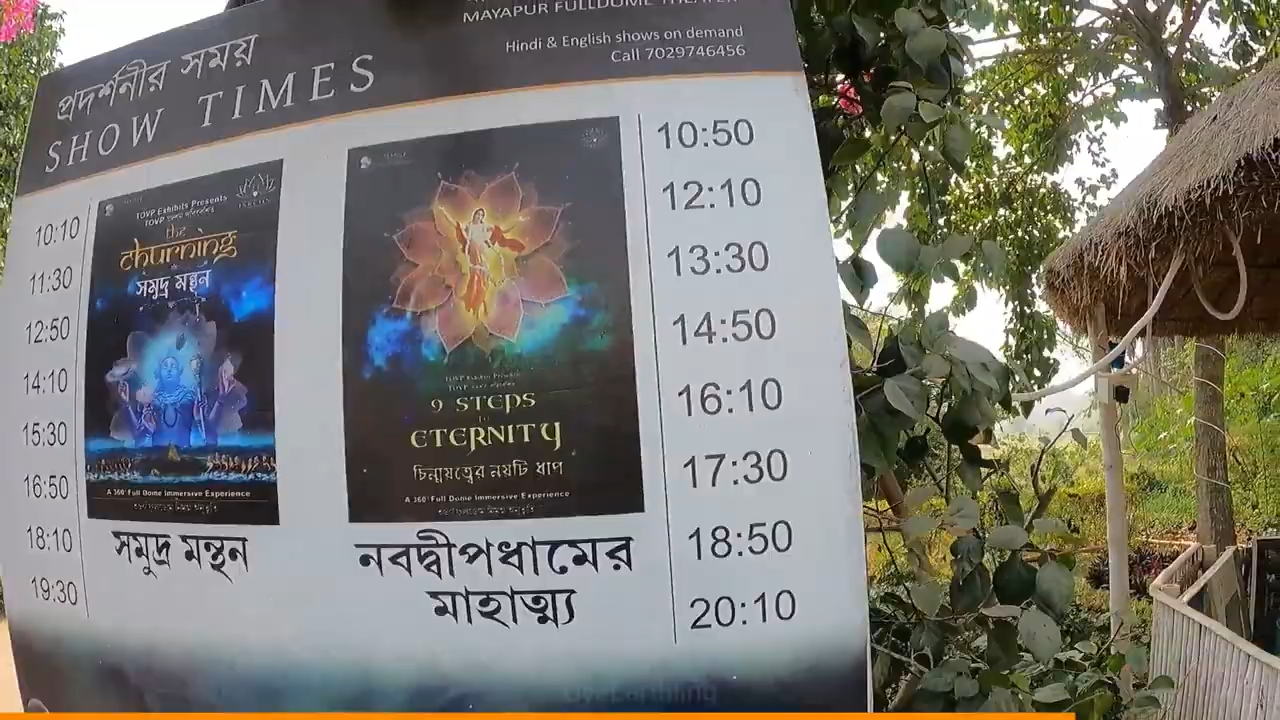 MAYAPUR FULLDOME THEATER
Hindi & English shows on demand
Call 7029746456
প্রদর্শনীর সময়
SHOW TIMES
10:10
11:30
12:50
14:10
15:30
16:50
18:10
19:30
TOVP Exhibits Presents
the
churning
সমুদ্র মন্থন
A 360° Full Dome Immersive Experience
সমুদ্র মন্থন
9 STEPS
ETERNITY
চিন্ময়ত্বের নয়টি ধাপ
A 360° Full Dome Immersive Experience
নবদ্বীপধামের
মাহাত্ম্য
10:50
12:10
13:30
14:50
16:10
17:30
18:50
20:10